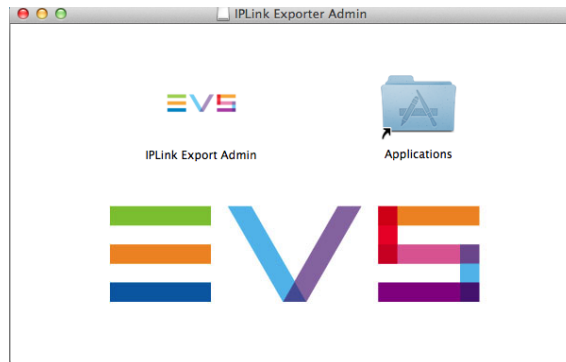 IPLink Exporter Admin
EVS
IPLink Export Admin
Applications
EVS